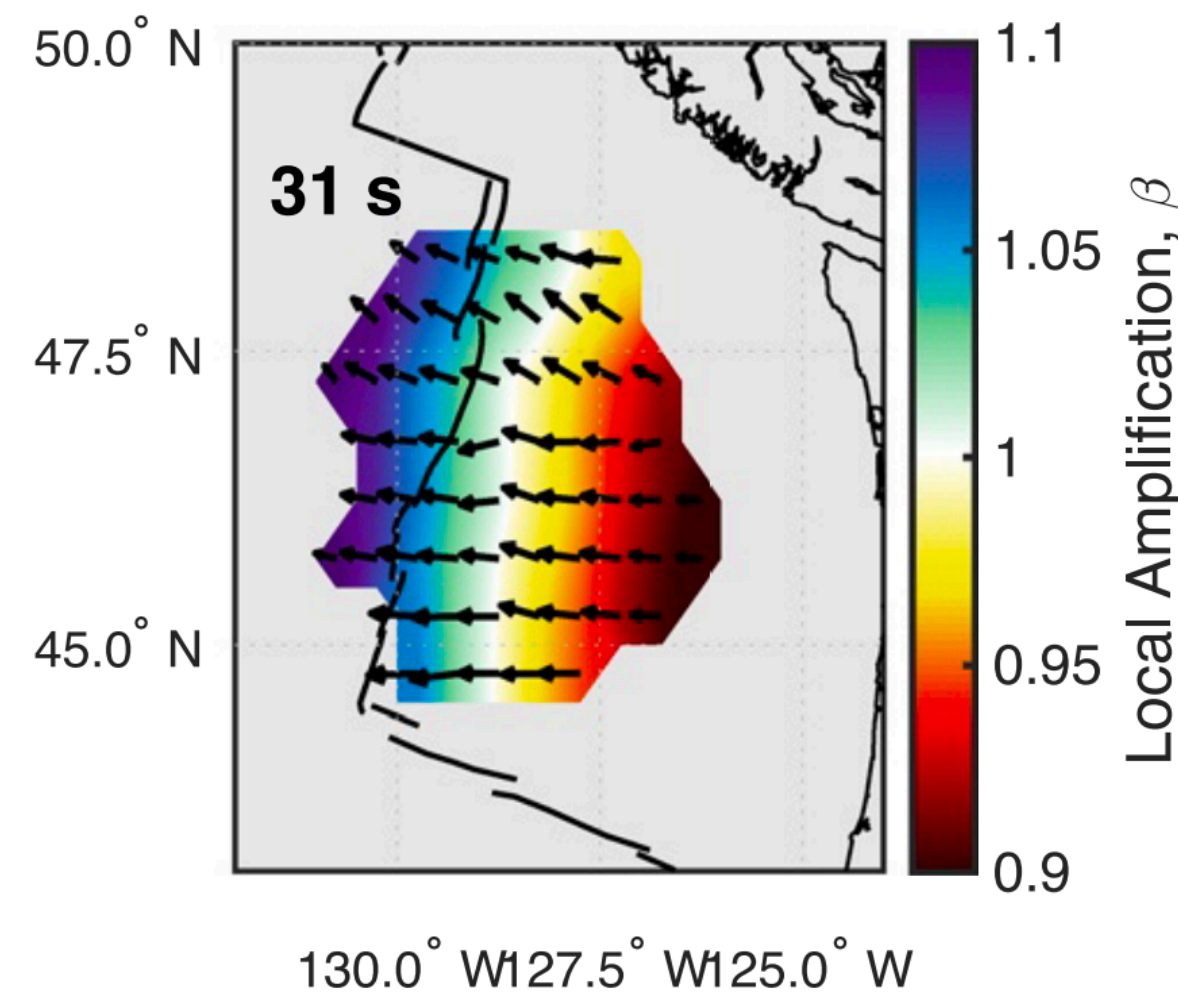 50.0° N
47.5° N
45.0° N
31 s
130.0° W127.5° W125.0° W
1.1
1.05
1
0.95
0.9
Local Amplification, β